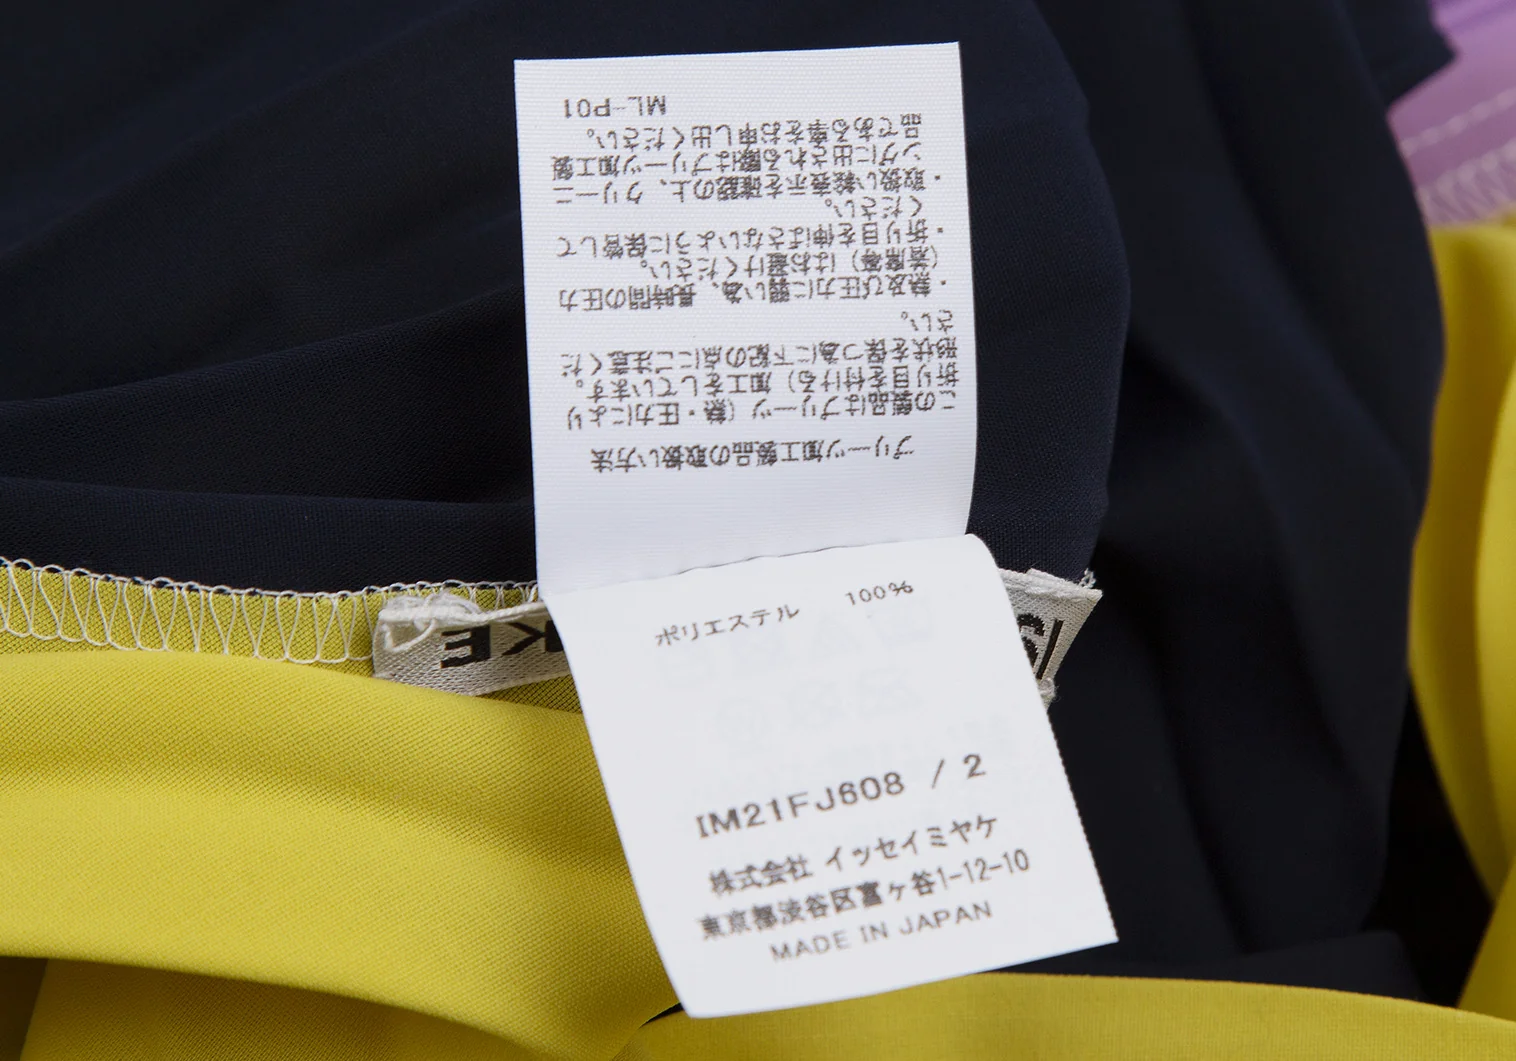 プリーツ加工製品の取扱い方法
この製品はプリーツ（熱・圧力により
折り目を付ける）加工をしています。
形状を保つ為に下記の点にご注意くだ
さい。
・熱及び圧力に弱い為、長時間の圧力
（着席等）はお避けください。
・折り目を伸ばさないように保管して
ください。
・取扱い絵表示を確認の上、クリーニ
ングに出される際はプリーツ加工製
品である事をお申し出ください。
ML-P01
ポリエステル 100%
IM21FJ608 / 2
株式会社 イッセイミヤケ
東京都渋谷区富ヶ谷1-12-10
MADE IN JAPAN
KE